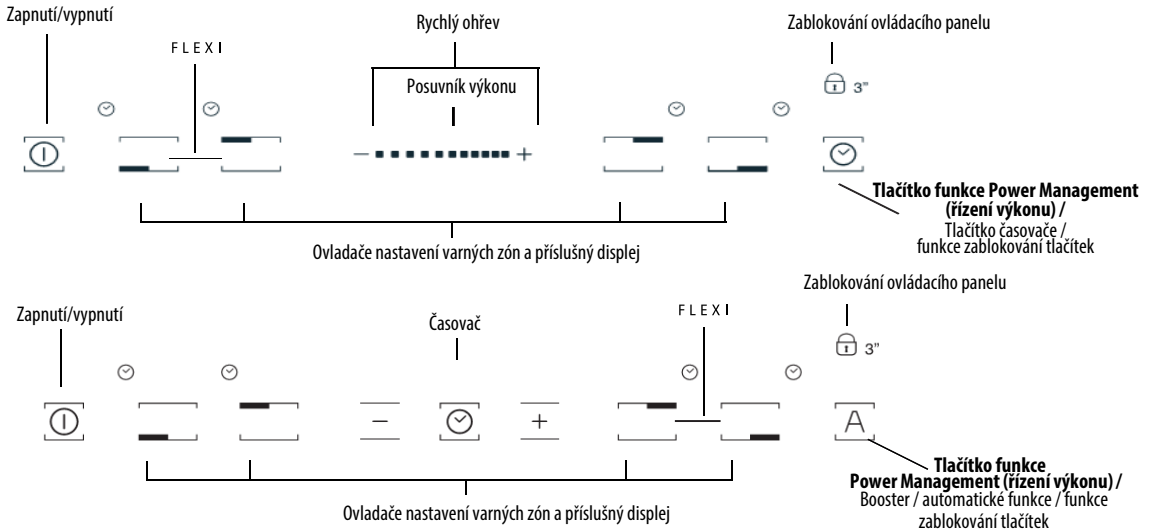 Zapnutí/vypnutí
Rychlý ohřev
Zablokování ovládacího panelu
FLEXI
Posuvník výkonu
3"
− +
Tlačítko funkce Power Management
(řízení výkonu) /
Tlačítko časovače /
funkce zablokování tlačítek
Ovladače nastavení varných zón a příslušný displej
Zablokování ovládacího panelu
Zapnutí/vypnutí
Časovač
FLEXI
3"
− + A
Tlačítko funkce
Power Management (řízení výkonu) /
Booster / automatické funkce / funkce
zablokování tlačítek
Ovladače nastavení varných zón a příslušný displej